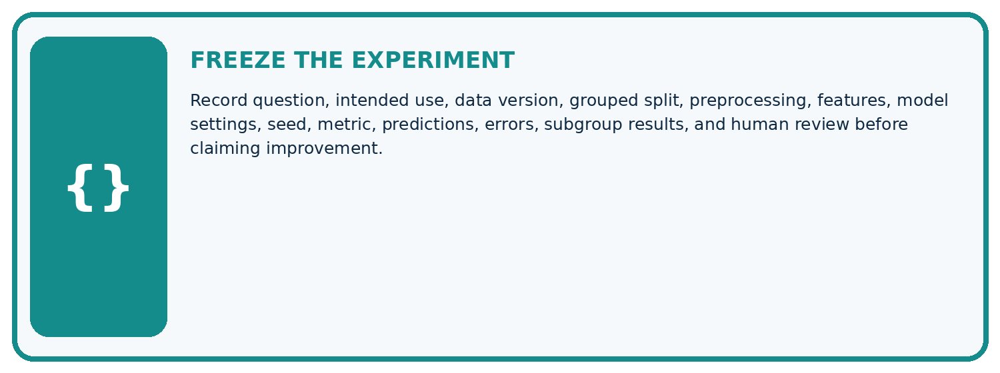 FREEZE THE EXPERIMENT
{}
Record question, intended use, data version, grouped split, preprocessing, features, model
settings, seed, metric, predictions, errors, subgroup results, and human review before
claiming improvement.